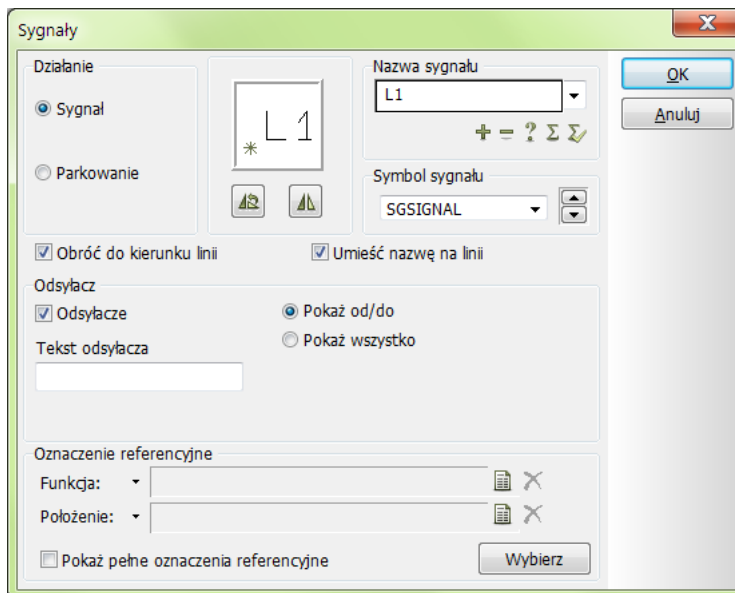 Sygnały
Działanie
Sygnał
Parkowanie
L1
Nazwa sygnału
L1
Symbol sygnału
SGSIGNAL
OK
Anuluj
Obróć do kierunku linii
Umieść nazwę na linii
Odsyłacz
Odsyłacze
Pokaż od/do
Pokaż wszystko
Tekst odsyłacza
Oznaczenie referencyjne
Funkcja:
Położenie:
Pokaż pełne oznaczenia referencyjne
Wybierz